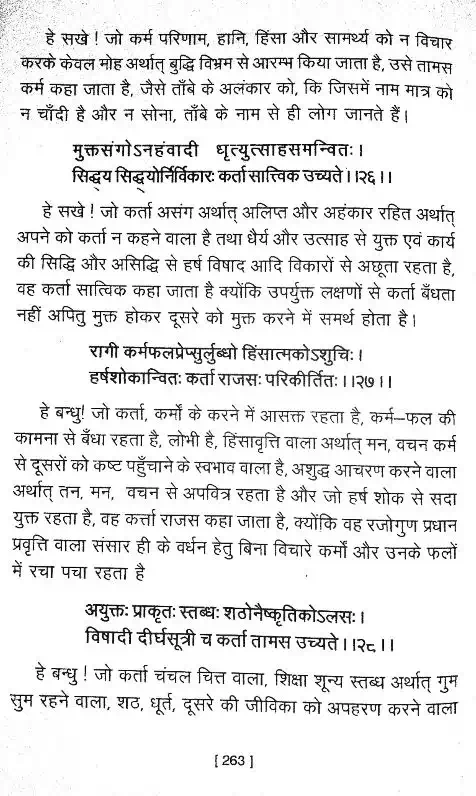 हे सखे ! जो कर्म परिणाम, हानि, हिंसा और सामर्थ्य को न विचार
करके केवल मोह अर्थात् बुद्धि विभ्रम से आरम्भ किया जाता है, उसे तामस
कर्म कहा जाता है, जैसे ताँबे के अलंकार को, कि जिसमें नाम मात्र को
न चाँदी है और न सोना, ताँबे के नाम से ही लोग जानते हैं।
मुक्तसंगोऽनहंवादी धृत्युत्साहसमन्वितः ।
सिद्धय सिद्धयोर्निर्विकारः कर्ता सात्त्विक उच्यते ।।२६।।
हे सखे ! जो कर्ता असंग अर्थात् अलिप्त और अहंकार रहित अर्थात्
अपने को कर्ता न कहने वाला है तथा धैर्य और उत्साह से युक्त एवं कार्य
की सिद्धि और असिद्धि से हर्ष विषाद आदि विकारों से अछूता रहता है,
वह कर्ता सात्विक कहा जाता है क्योंकि उपर्युक्त लक्षणों से कर्ता बँधता
नहीं अपितु मुक्त होकर दूसरे को मुक्त करने में समर्थ होता है।
रागी कर्मफलप्रेप्सुर्लुब्धो हिंसात्मकोऽशुचिः ।
हर्षशोकान्वितः कर्ता राजसः परिकीर्तितः ।।२७।।
हे बन्धु! जो कर्ता, कर्मों के करने में आसक्त रहता है, कर्म–फल की
कामना से बँधा रहता है, लोभी है, हिंसावृत्ति वाला अर्थात् मन, वचन कर्म
से दूसरों को कष्ट पहुँचाने के स्वभाव वाला है, अशुद्ध आचरण करने वाला
अर्थात् तन, मन, वचन से अपवित्र रहता है और जो हर्ष शोक से सदा
युक्त रहता है, वह कर्त्ता राजस कहा जाता है, क्योंकि वह रजोगुण प्रधान
प्रवृत्ति वाला संसार ही के वर्धन हेतु बिना विचारे कर्मों और उनके फलों
में रचा पचा रहता है
अयुक्तः प्राकृतः स्तब्धः शठोनैष्कृतिकोऽलसः ।
विषादी दीर्घसूत्री च कर्ता तामस उच्यते ।।२८।।
हे बन्धु ! जो कर्ता चंचल चित्त वाला, शिक्षा शून्य स्तब्ध अर्थात् गुम
सुम रहने वाला, शठ, धूर्त, दूसरे की जीविका को अपहरण करने वाला
[ 263 ]